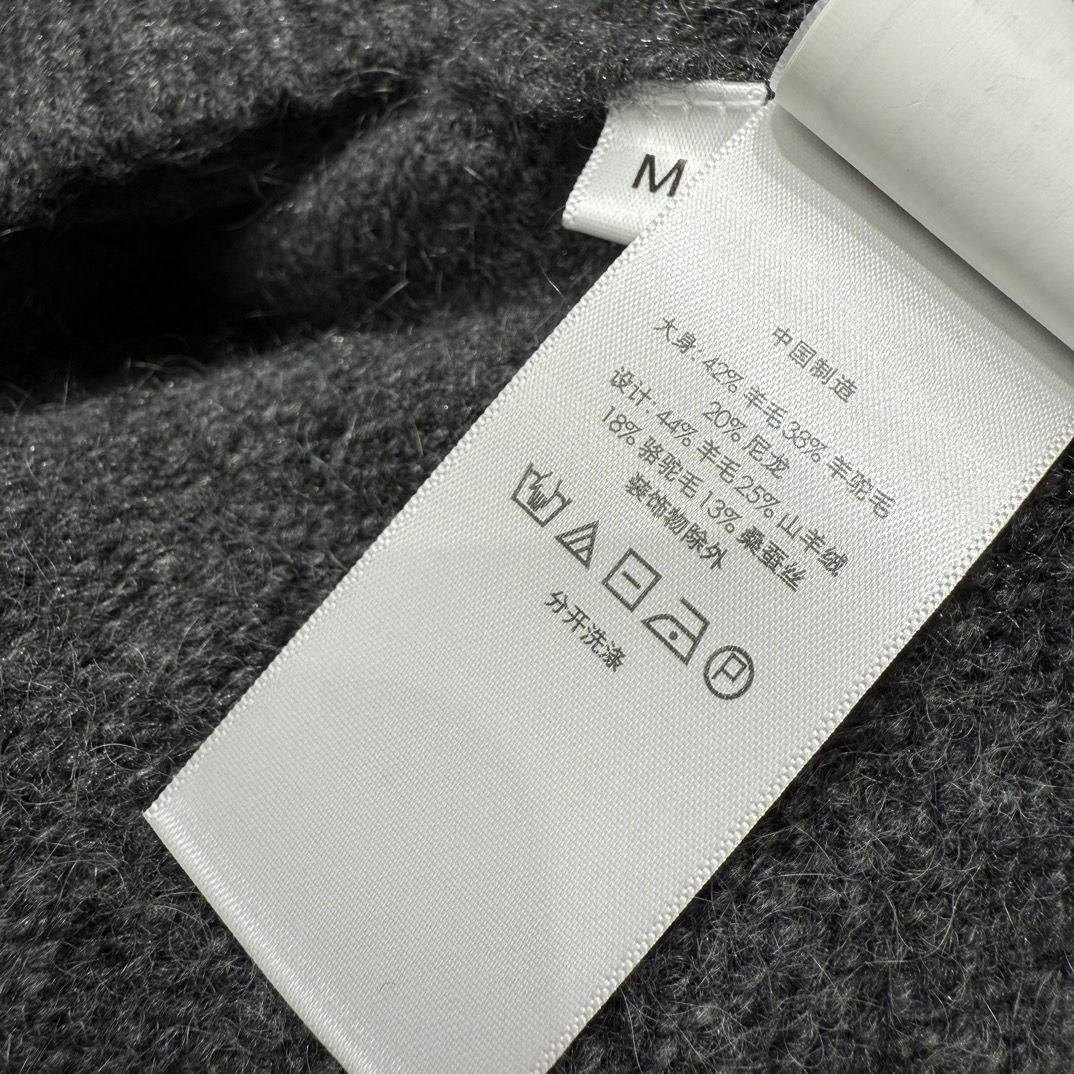 M
中国制造
大身: 42% 羊毛 38% 羊驼毛
20% 尼龙
设计: 44% 羊毛 25% 山羊绒
18% 骆驼毛 13% 桑蚕丝
装饰物除外
P
分开洗涤